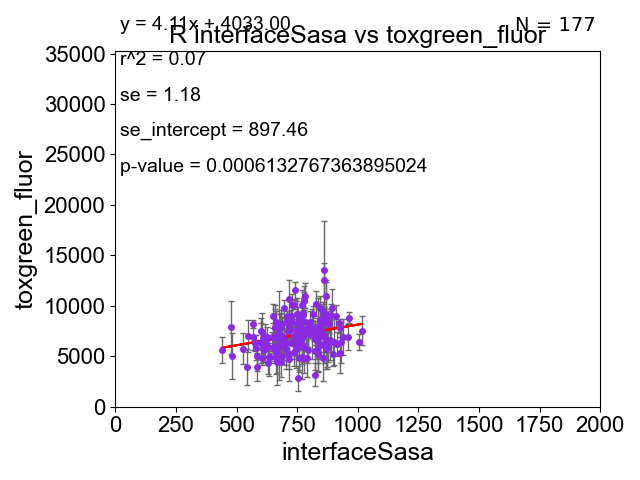 y = 4.11x + 4033.00
N = 177
R interfaceSasa vs toxgreen_fluor
r^2 = 0.07
se = 1.18
se_intercept = 897.46
p-value = 0.0006132767363895024
35000
30000
25000
20000
15000
10000
5000
0
toxgreen_fluor
0 250 500 750 1000 1250 1500 1750 2000
interfaceSasa